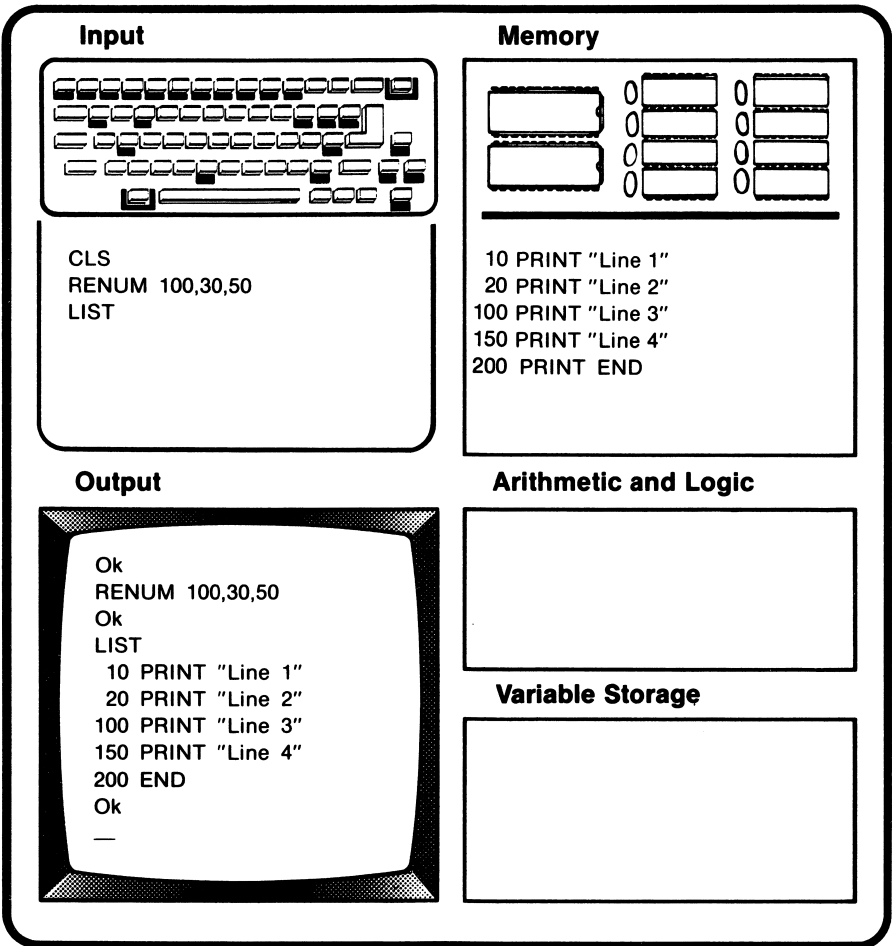 Input
CLS
RENUM 100,30,50
LIST
Memory
10 PRINT "Line 1"
20 PRINT "Line 2"
100 PRINT "Line 3"
150 PRINT "Line 4"
200 PRINT END
Output
Ok
RENUM 100,30,50
Ok
LIST
10 PRINT "Line 1"
20 PRINT "Line 2"
100 PRINT "Line 3"
150 PRINT "Line 4"
200 END
Ok
—
Arithmetic and Logic
Variable Storage